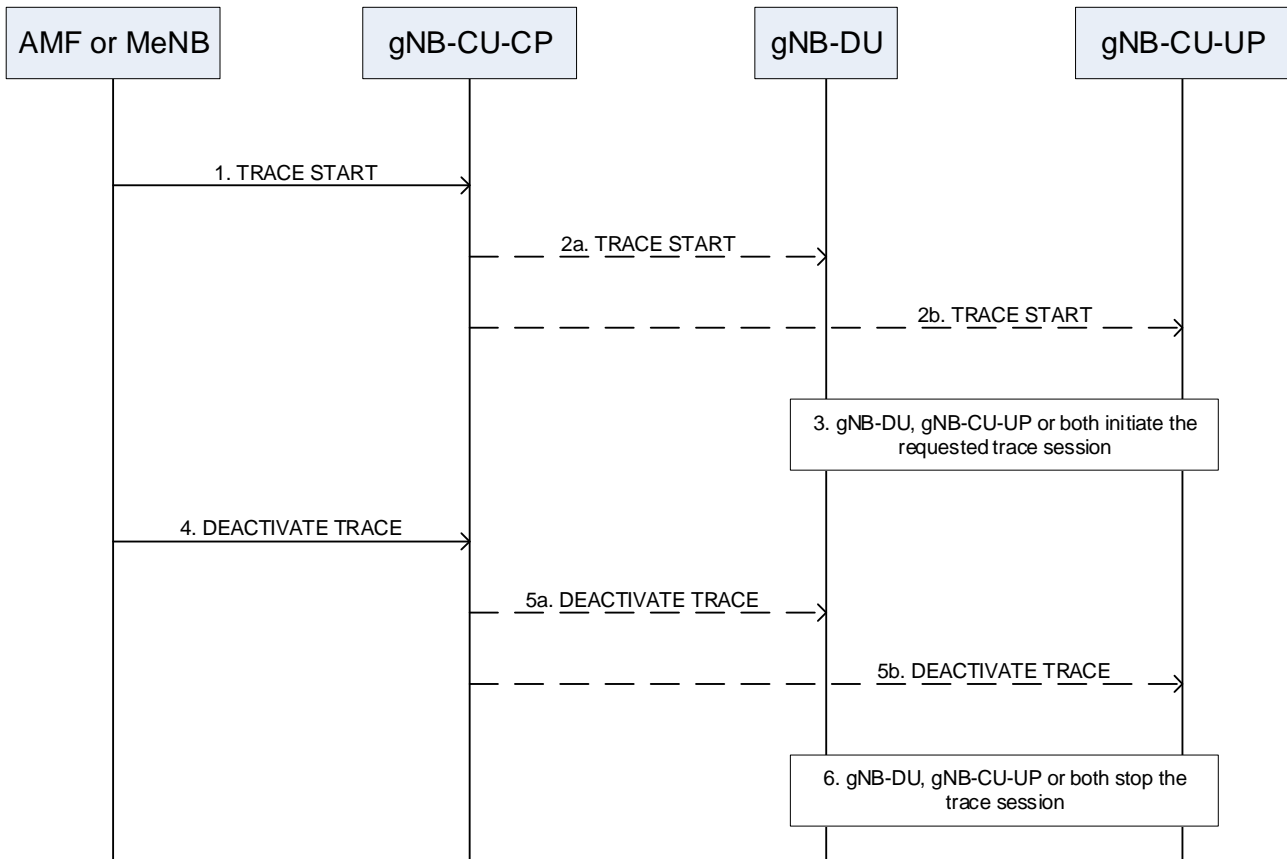 AMF or MeNB
gNB-CU-CP
gNB-DU
gNB-CU-UP
1. TRACE START
2a. TRACE START
2b. TRACE START
3. gNB-DU, gNB-CU-UP or both initiate the
requested trace session
4. DEACTIVATE TRACE
5a. DEACTIVATE TRACE
5b. DEACTIVATE TRACE
6. gNB-DU, gNB-CU-UP or both stop the
trace session